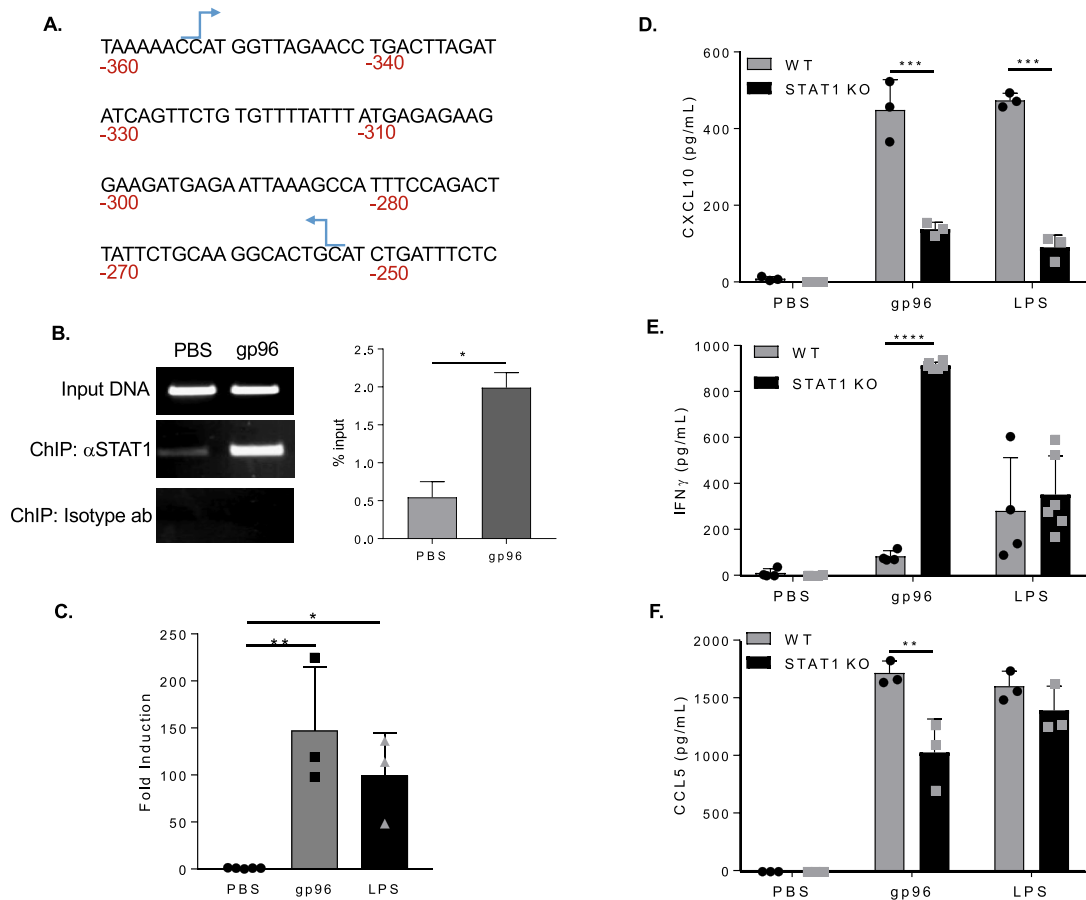 A.
TAAAAACCAT GGTTAGAACC TGACTTAGAT
-360 -340
ATCAGTTCTG TGTTTTATTT ATGAGAGAAG
-330 -310
GAAGATGAGA ATTAAAGCCA TTTCCAGACT
-300 -280
TATTCTGCAA GGCACTGCAT CTGATTTCTC
-270 -250
B.
PBS gp96
Input DNA
ChIP: αSTAT1
ChIP: Isotype ab
*
2.5
2.0
1.5
1.0
0.5
0.0
% input
PBS gp96
C.
*
**
250
200
150
100
50
0
Fold Induction
PBS gp96 LPS
D.
WT
STAT1 KO
*** ***
600
400
200
0
CXCL10 (pg/mL)
PBS gp96 LPS
E.
WT
STAT1 KO
****
1000
800
600
400
200
0
IFNγ (pg/mL)
PBS gp96 LPS
F.
WT
STAT1 KO
**
2000
1500
1000
500
0
CCL5 (pg/mL)
PBS gp96 LPS